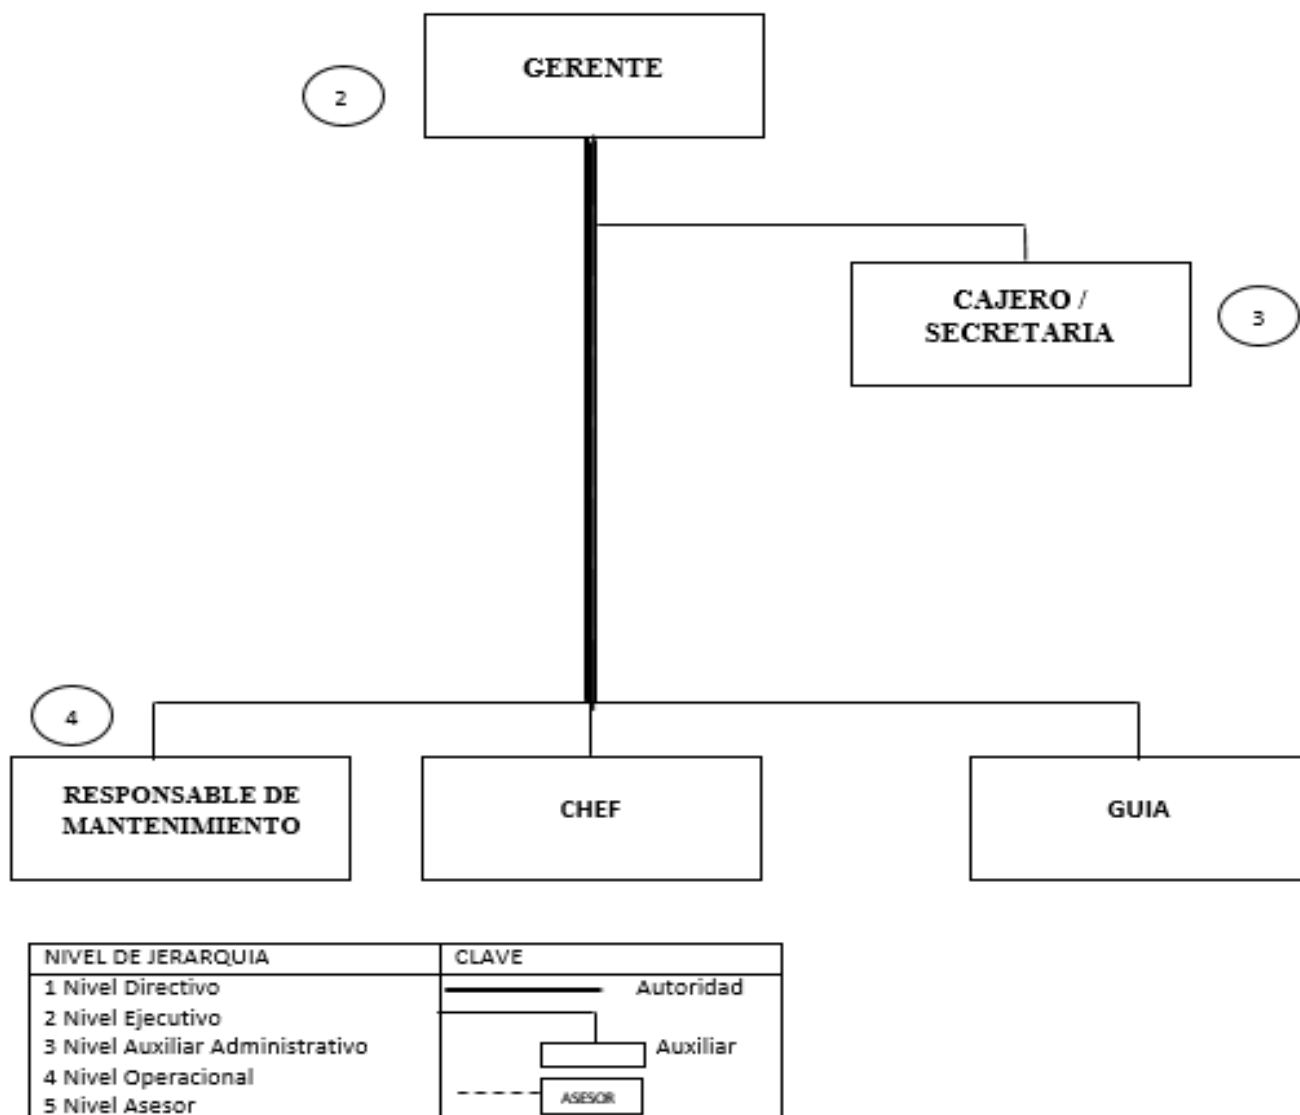 GERENTE
2
CAJERO /
SECRETARIA
3
4
RESPONSABLE DE
MANTENIMIENTO
CHEF
GUIA
NIVEL DE JERARQUIA
CLAVE
1 Nivel Directivo
Autoridad
2 Nivel Ejecutivo
3 Nivel Auxiliar Administrativo
Auxiliar
4 Nivel Operacional
ASESOR
5 Nivel Asesor